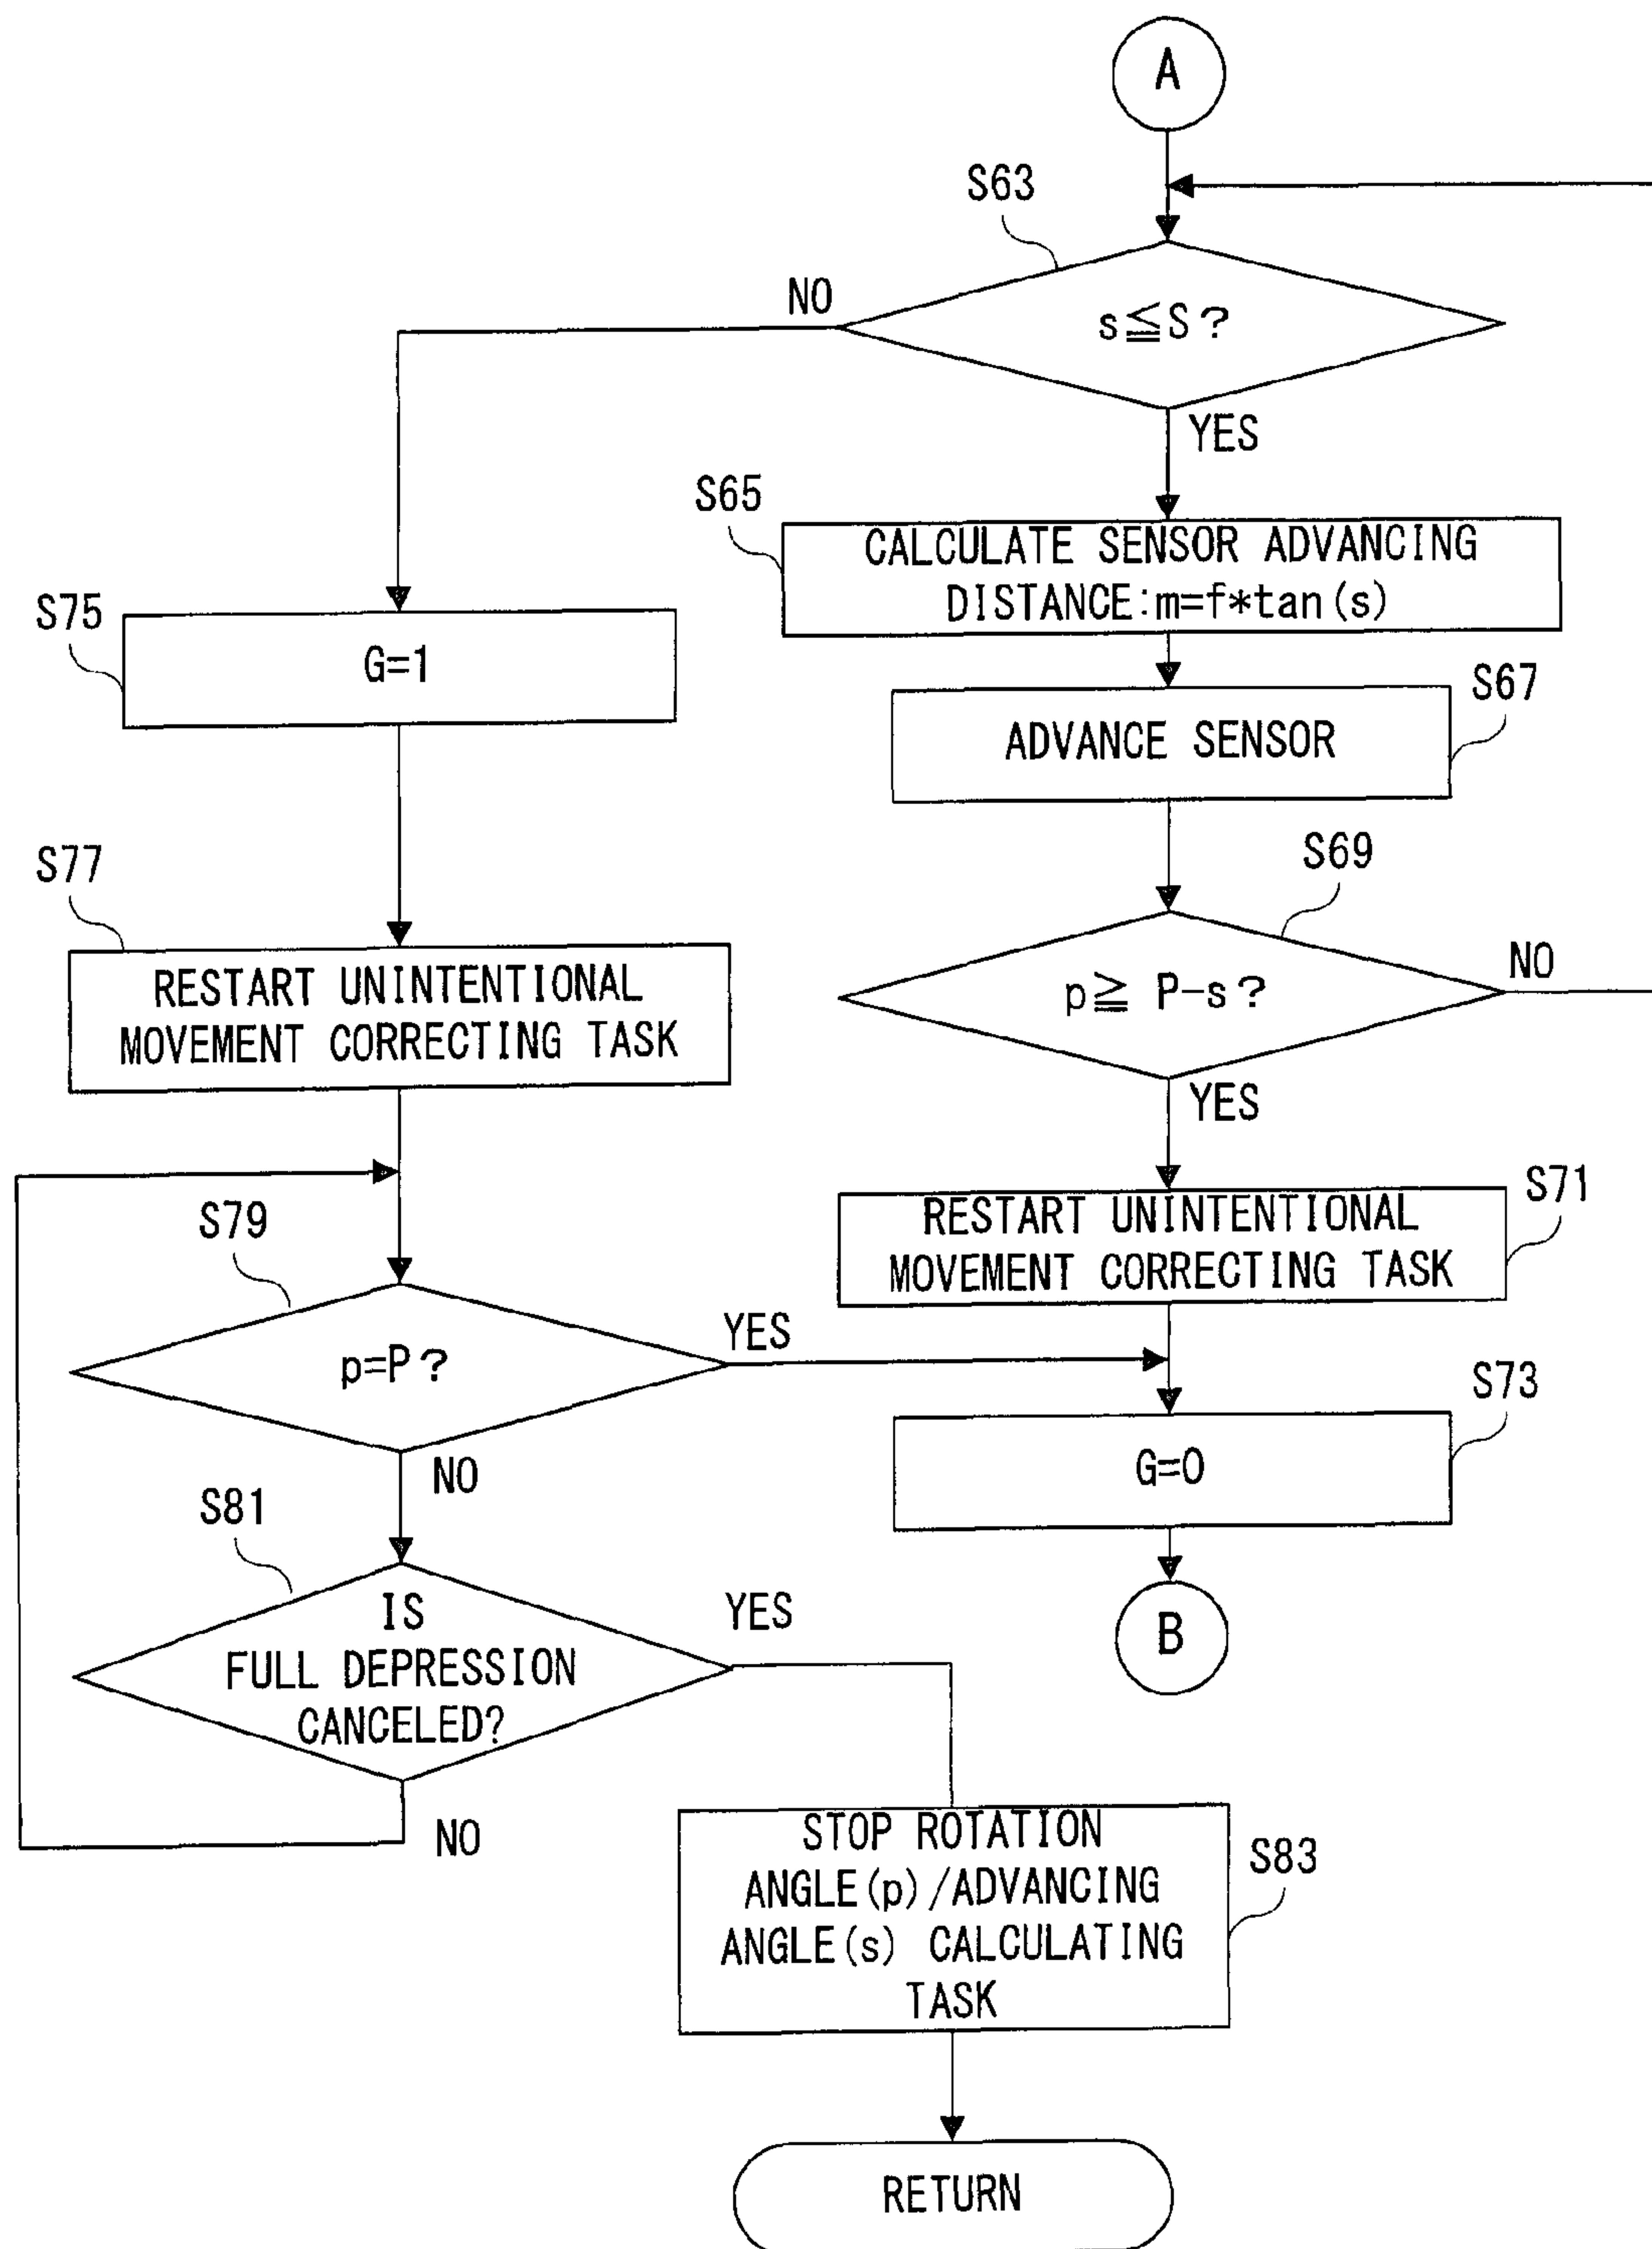 A
S63
NO
s≦S?
YES
S65
CALCULATE SENSOR ADVANCING
DISTANCE:m=f*tan(s)
S75
G=1
S67
ADVANCE SENSOR
S77
RESTART UNINTENTIONAL
MOVEMENT CORRECTING TASK
S69
NO
p≧ P-s?
YES
S71
RESTART UNINTENTIONAL
MOVEMENT CORRECTING TASK
S79
YES
p=P?
NO
S73
G=0
B
S81
IS
FULL DEPRESSION
CANCELED?
YES
NO
STOP ROTATION
ANGLE(p)/ADVANCING
ANGLE(s) CALCULATING
TASK
S83
RETURN